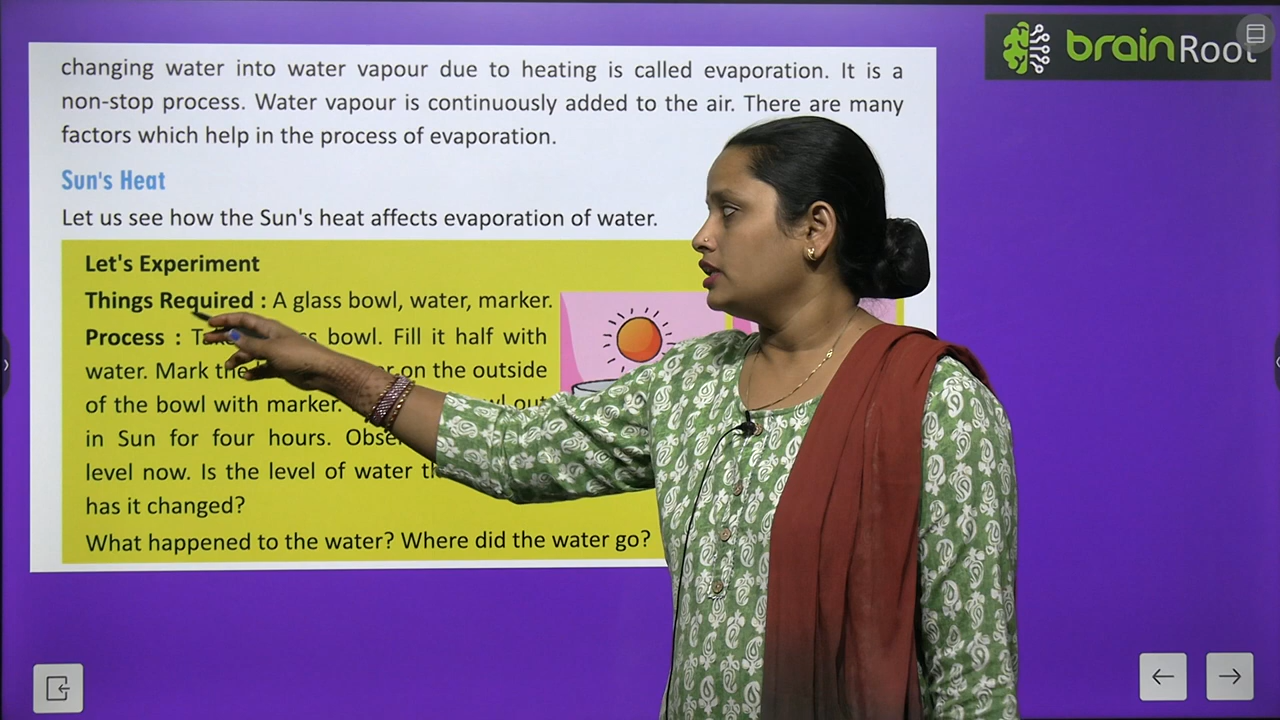 brainRoot
changing water into water vapour due to heating is called evaporation. It is a
non-stop process. Water vapour is continuously added to the air. There are many
factors which help in the process of evaporation.
Sun's Heat
Let us see how the Sun's heat affects evaporation of water.
Let's Experiment
Things Required : A glass bowl, water, marker.
Process : bowl. Fill it half with
water. Mark the on the outside
of the bowl with marker. out
in Sun for four hours.
level now. Is the level of water
has it changed?
What happened to the water? Where did the water go?